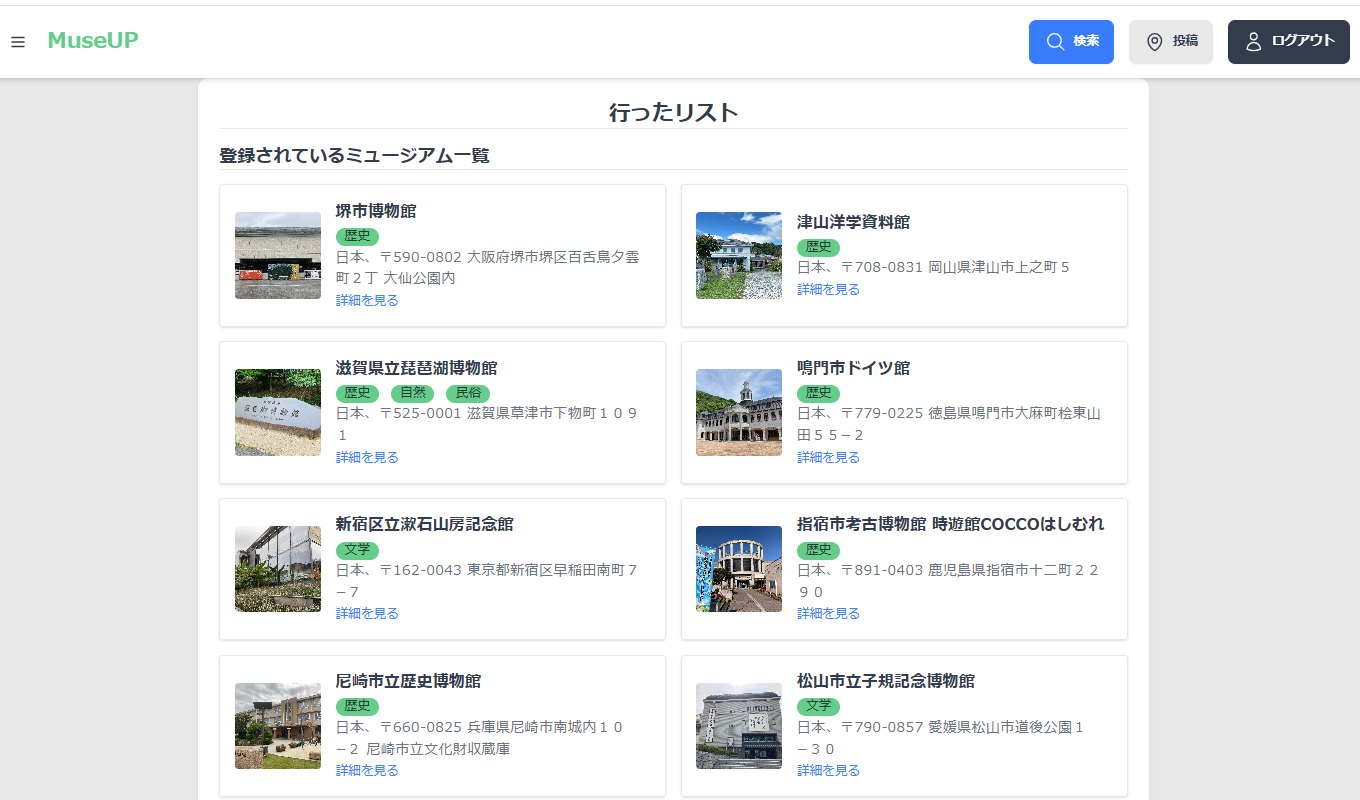 MuseUP
検索
投稿
ログアウト
行ったリスト
登録されているミュージアム一覧
堺市博物館
歴史
日本、〒590-0802 大阪府堺市堺区百舌鳥夕雲
町２丁 大仙公園内
詳細を見る
津山洋学資料館
歴史
日本、〒708-0831 岡山県津山市上之町５
詳細を見る
滋賀県立琵琶湖博物館
歴史 自然 民俗
日本、〒525-0001 滋賀県草津市下物町１０９
１
詳細を見る
鳴門市ドイツ館
歴史
日本、〒779-0225 徳島県鳴門市大麻町桧東山
田５５−２
詳細を見る
新宿区立漱石山房記念館
文学
日本、〒162-0043 東京都新宿区早稲田南町７
−７
詳細を見る
指宿市考古博物館 時遊館COCCOはしむれ
歴史
日本、〒891-0403 鹿児島県指宿市十二町２２
９０
詳細を見る
尼崎市立歴史博物館
歴史
日本、〒660-0825 兵庫県尼崎市南城内１０
−２ 尼崎市立文化財収蔵庫
詳細を見る
松山市立子規記念博物館
文学
日本、〒790-0857 愛媛県松山市道後公園１
−３０
詳細を見る